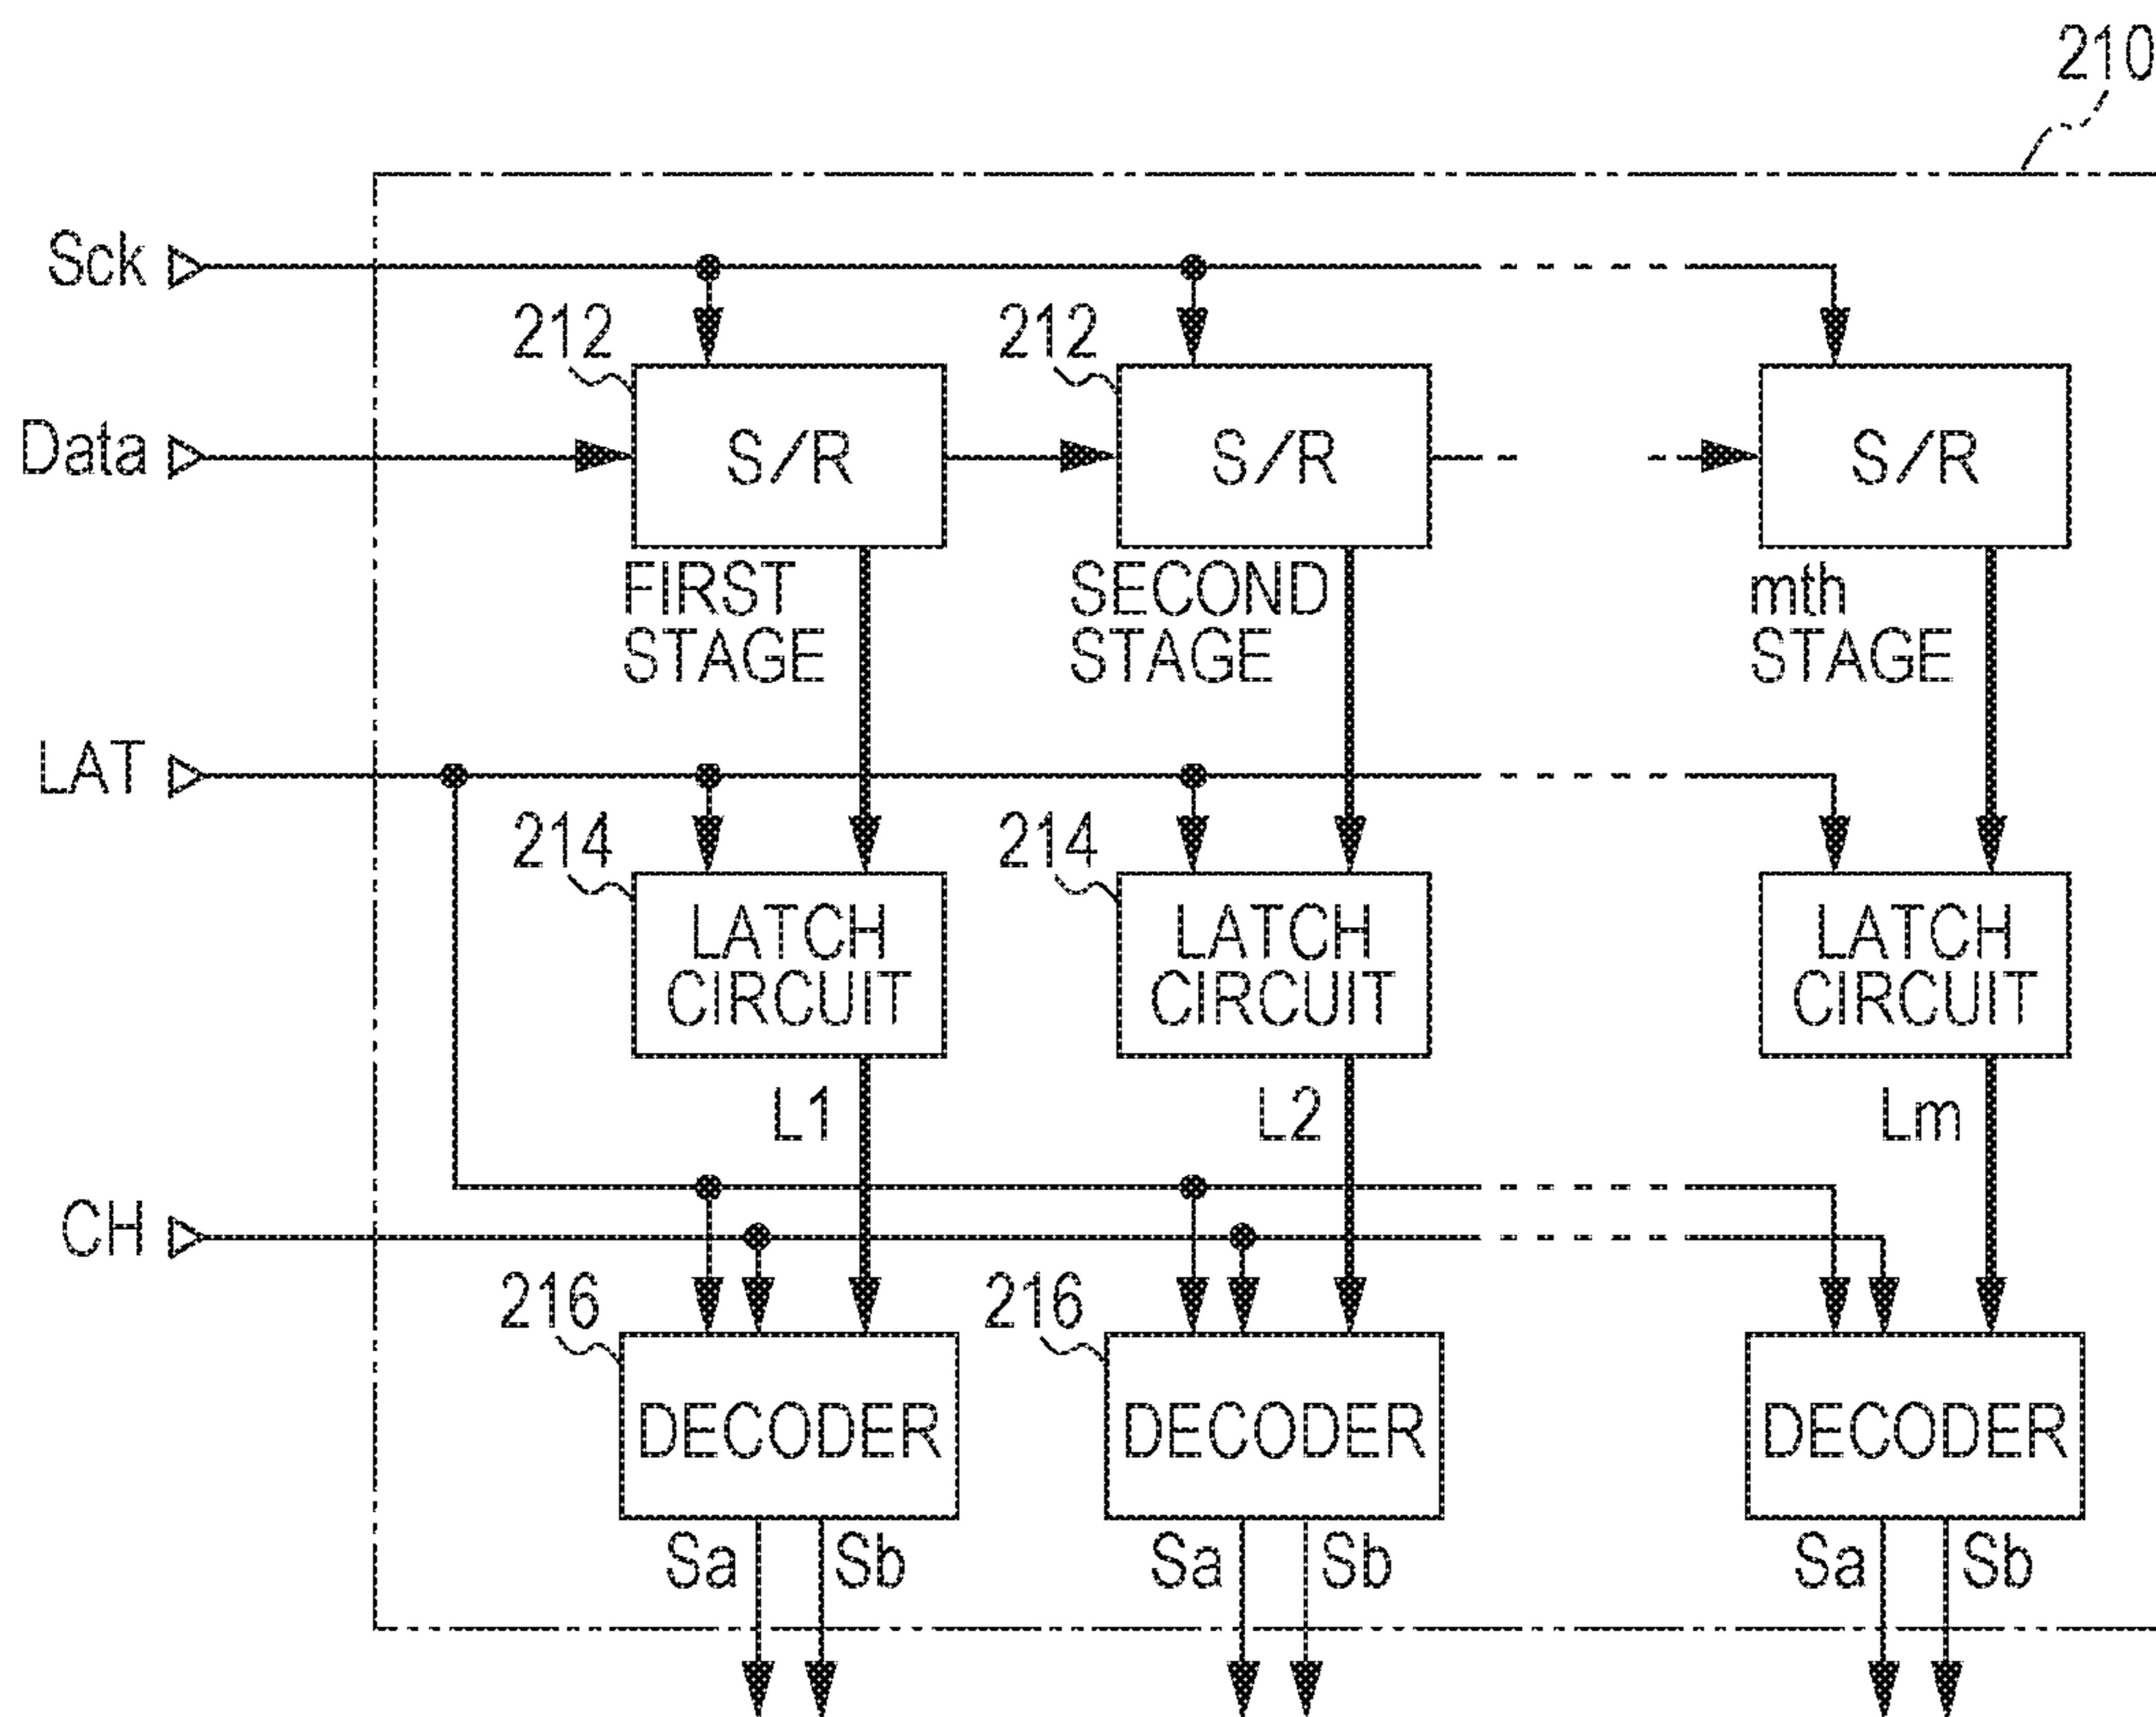 210
Sck
212
212
Data
S/R
S/R
S/R
FIRST
STAGE
SECOND
STAGE
mth
STAGE
LAT
214
214
LATCH
CIRCUIT
LATCH
CIRCUIT
LATCH
CIRCUIT
L1
L2
Lm
CH
216
216
DECODER
DECODER
DECODER
Sa
Sb
Sa
Sb
Sa
Sb